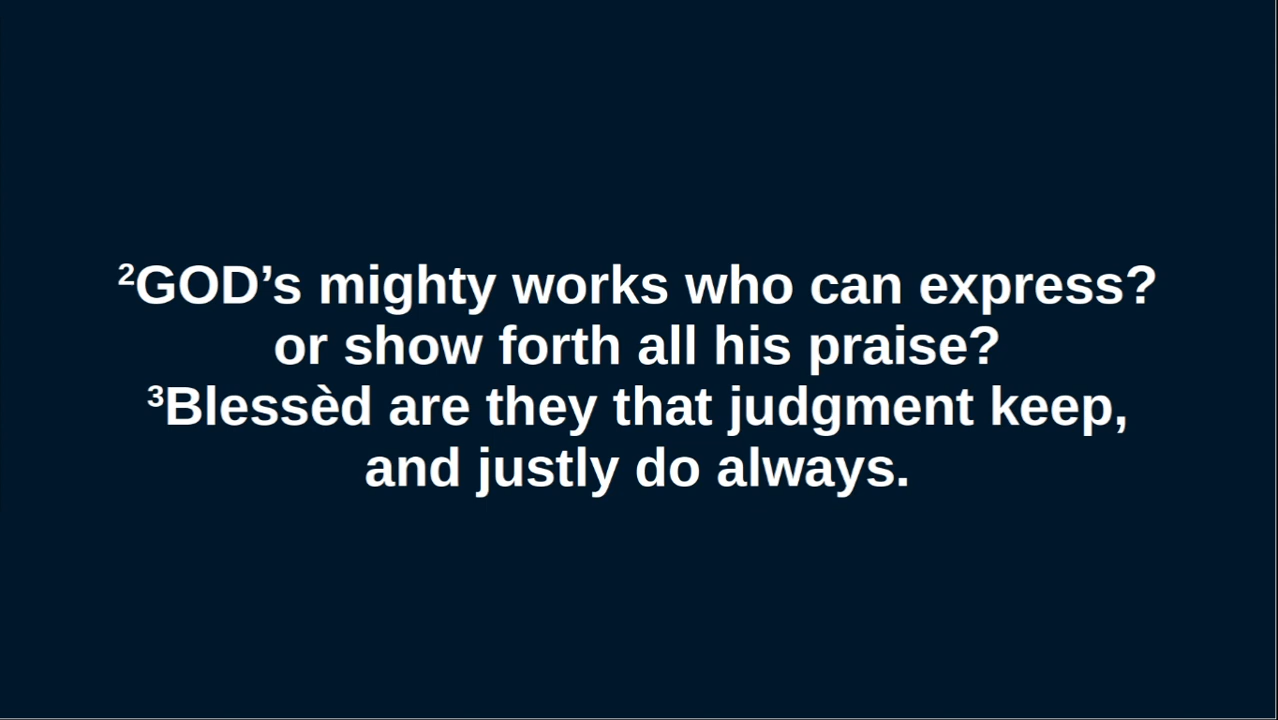 ²GOD’s mighty works who can express?
or show forth all his praise?
³Blessèd are they that judgment keep,
and justly do always.